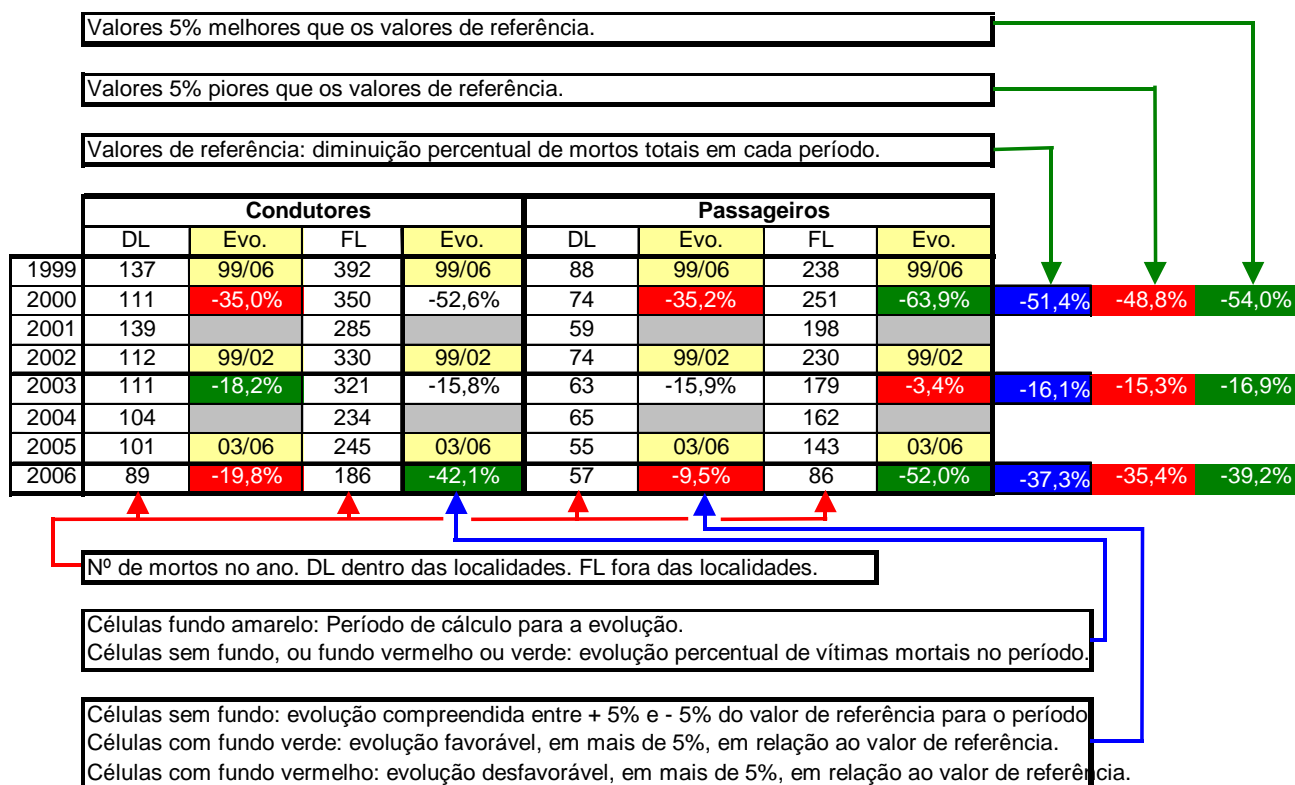 Valores 5% melhores que os valores de referência.
Valores 5% piores que os valores de referência.
Valores de referência: diminuição percentual de mortos totais em cada período.
Condutores Passageiros
DL Evo. FL Evo. DL Evo. FL Evo.
1999 137 99/06 392 99/06 88 99/06 238 99/06
2000 111 -35,0% 350 -52,6% 74 -35,2% 251 -63,9% -51,4% -48,8% -54,0%
2001 139 285 59 198
2002 112 99/02 330 99/02 74 99/02 230 99/02
2003 111 -18,2% 321 -15,8% 63 -15,9% 179 -3,4% -16,1% -15,3% -16,9%
2004 104 234 65 162
2005 101 03/06 245 03/06 55 03/06 143 03/06
2006 89 -19,8% 186 -42,1% 57 -9,5% 86 -52,0% -37,3% -35,4% -39,2%
Nº de mortos no ano. DL dentro das localidades. FL fora das localidades.
Células fundo amarelo: Período de cálculo para a evolução.
Células sem fundo, ou fundo vermelho ou verde: evolução percentual de vítimas mortais no período.
Células sem fundo: evolução compreendida entre + 5% e - 5% do valor de referência para o período
Células com fundo verde: evolução favorável, em mais de 5%, em relação ao valor de referência.
Células com fundo vermelho: evolução desfavorável, em mais de 5%, em relação ao valor de referência.